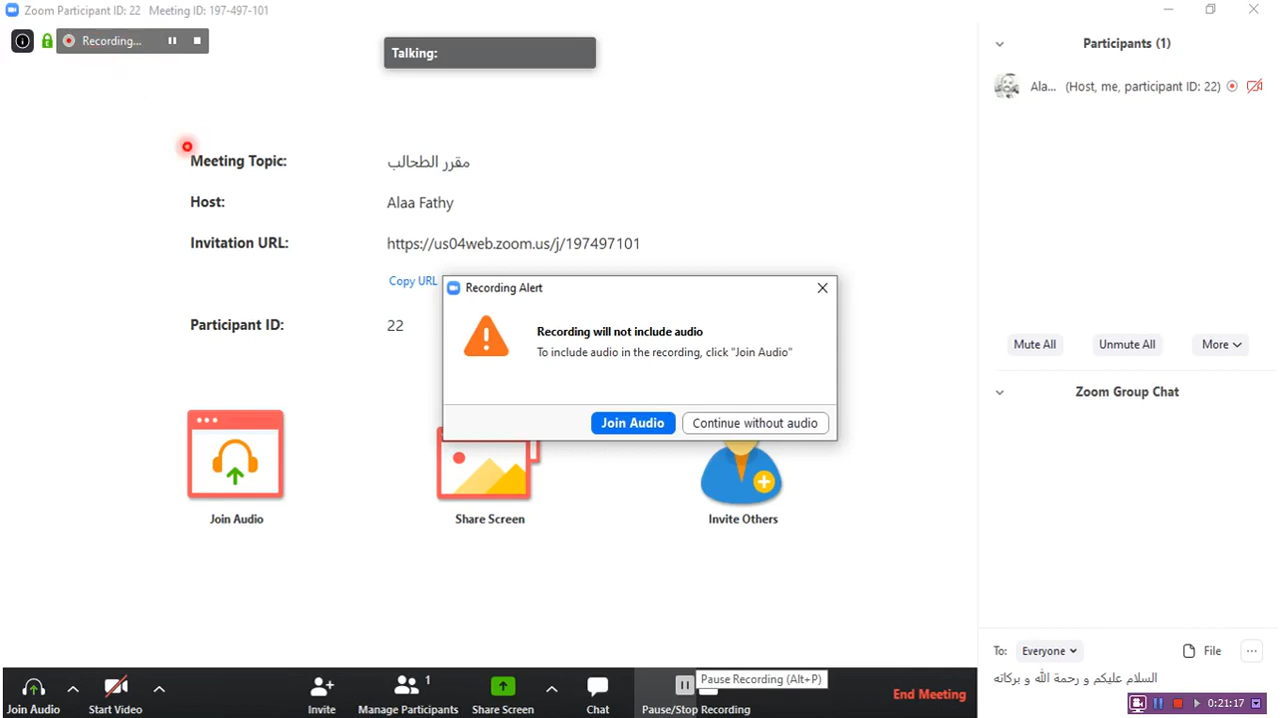 Zoom Participant ID: 22 Meeting ID: 197-497-101
Recording...
Talking:
Meeting Topic: مقرر الطحالب
Host: Alaa Fathy
Invitation URL: https://us04web.zoom.us/j/197497101
Copy URL
Participant ID: 22
Recording Alert
Recording will not include audio
To include audio in the recording, click "Join Audio"
Join Audio Continue without audio
Join Audio Share Screen Invite Others
Participants (1)
Ala... (Host, me, participant ID: 22)
Mute All Unmute All More
Zoom Group Chat
To: Everyone File ...
السلام عليكم و رحمة الله و بركاته
0:21:17
Pause Recording (Alt+P)
1
Join Audio Start Video Invite Manage Participants Share Screen Chat Pause/Stop Recording End Meeting